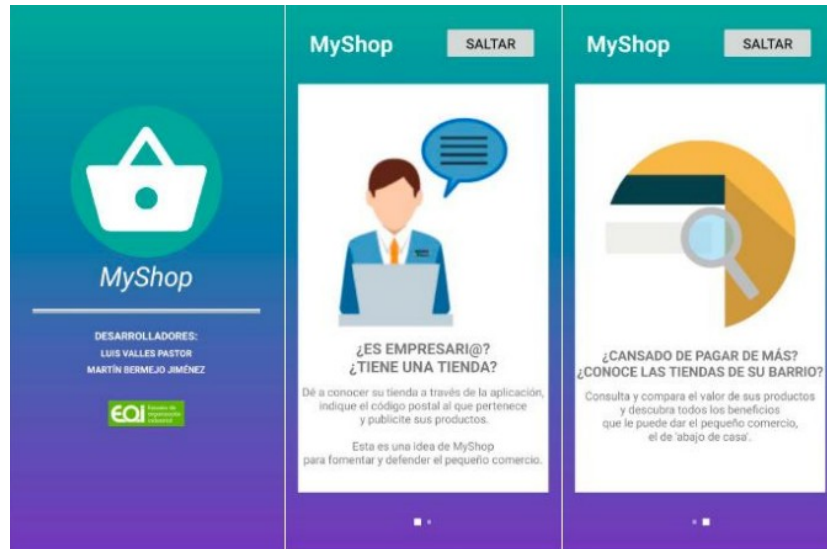 MyShop
DESARROLLADORES:
LUIS VALLES PASTOR
MARTÍN BERMEJO JIMÉNEZ
EOI
MyShop
SALTAR
¿ES EMPRESARI@?
¿TIENE UNA TIENDA?
Dé a conocer su tienda a través de la aplicación,
indique el código postal al que pertenece
y publicite sus productos.
Esta es una idea de MyShop
para fomentar y defender el pequeño comercio.
MyShop
SALTAR
¿CANSADO DE PAGAR DE MÁS?
¿CONOCE LAS TIENDAS DE SU BARRIO?
Consulta y compara el valor de sus productos
y descubra todos los beneficios
que le puede dar el pequeño comercio,
el de 'abajo de casa'.